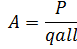 A = P / qall